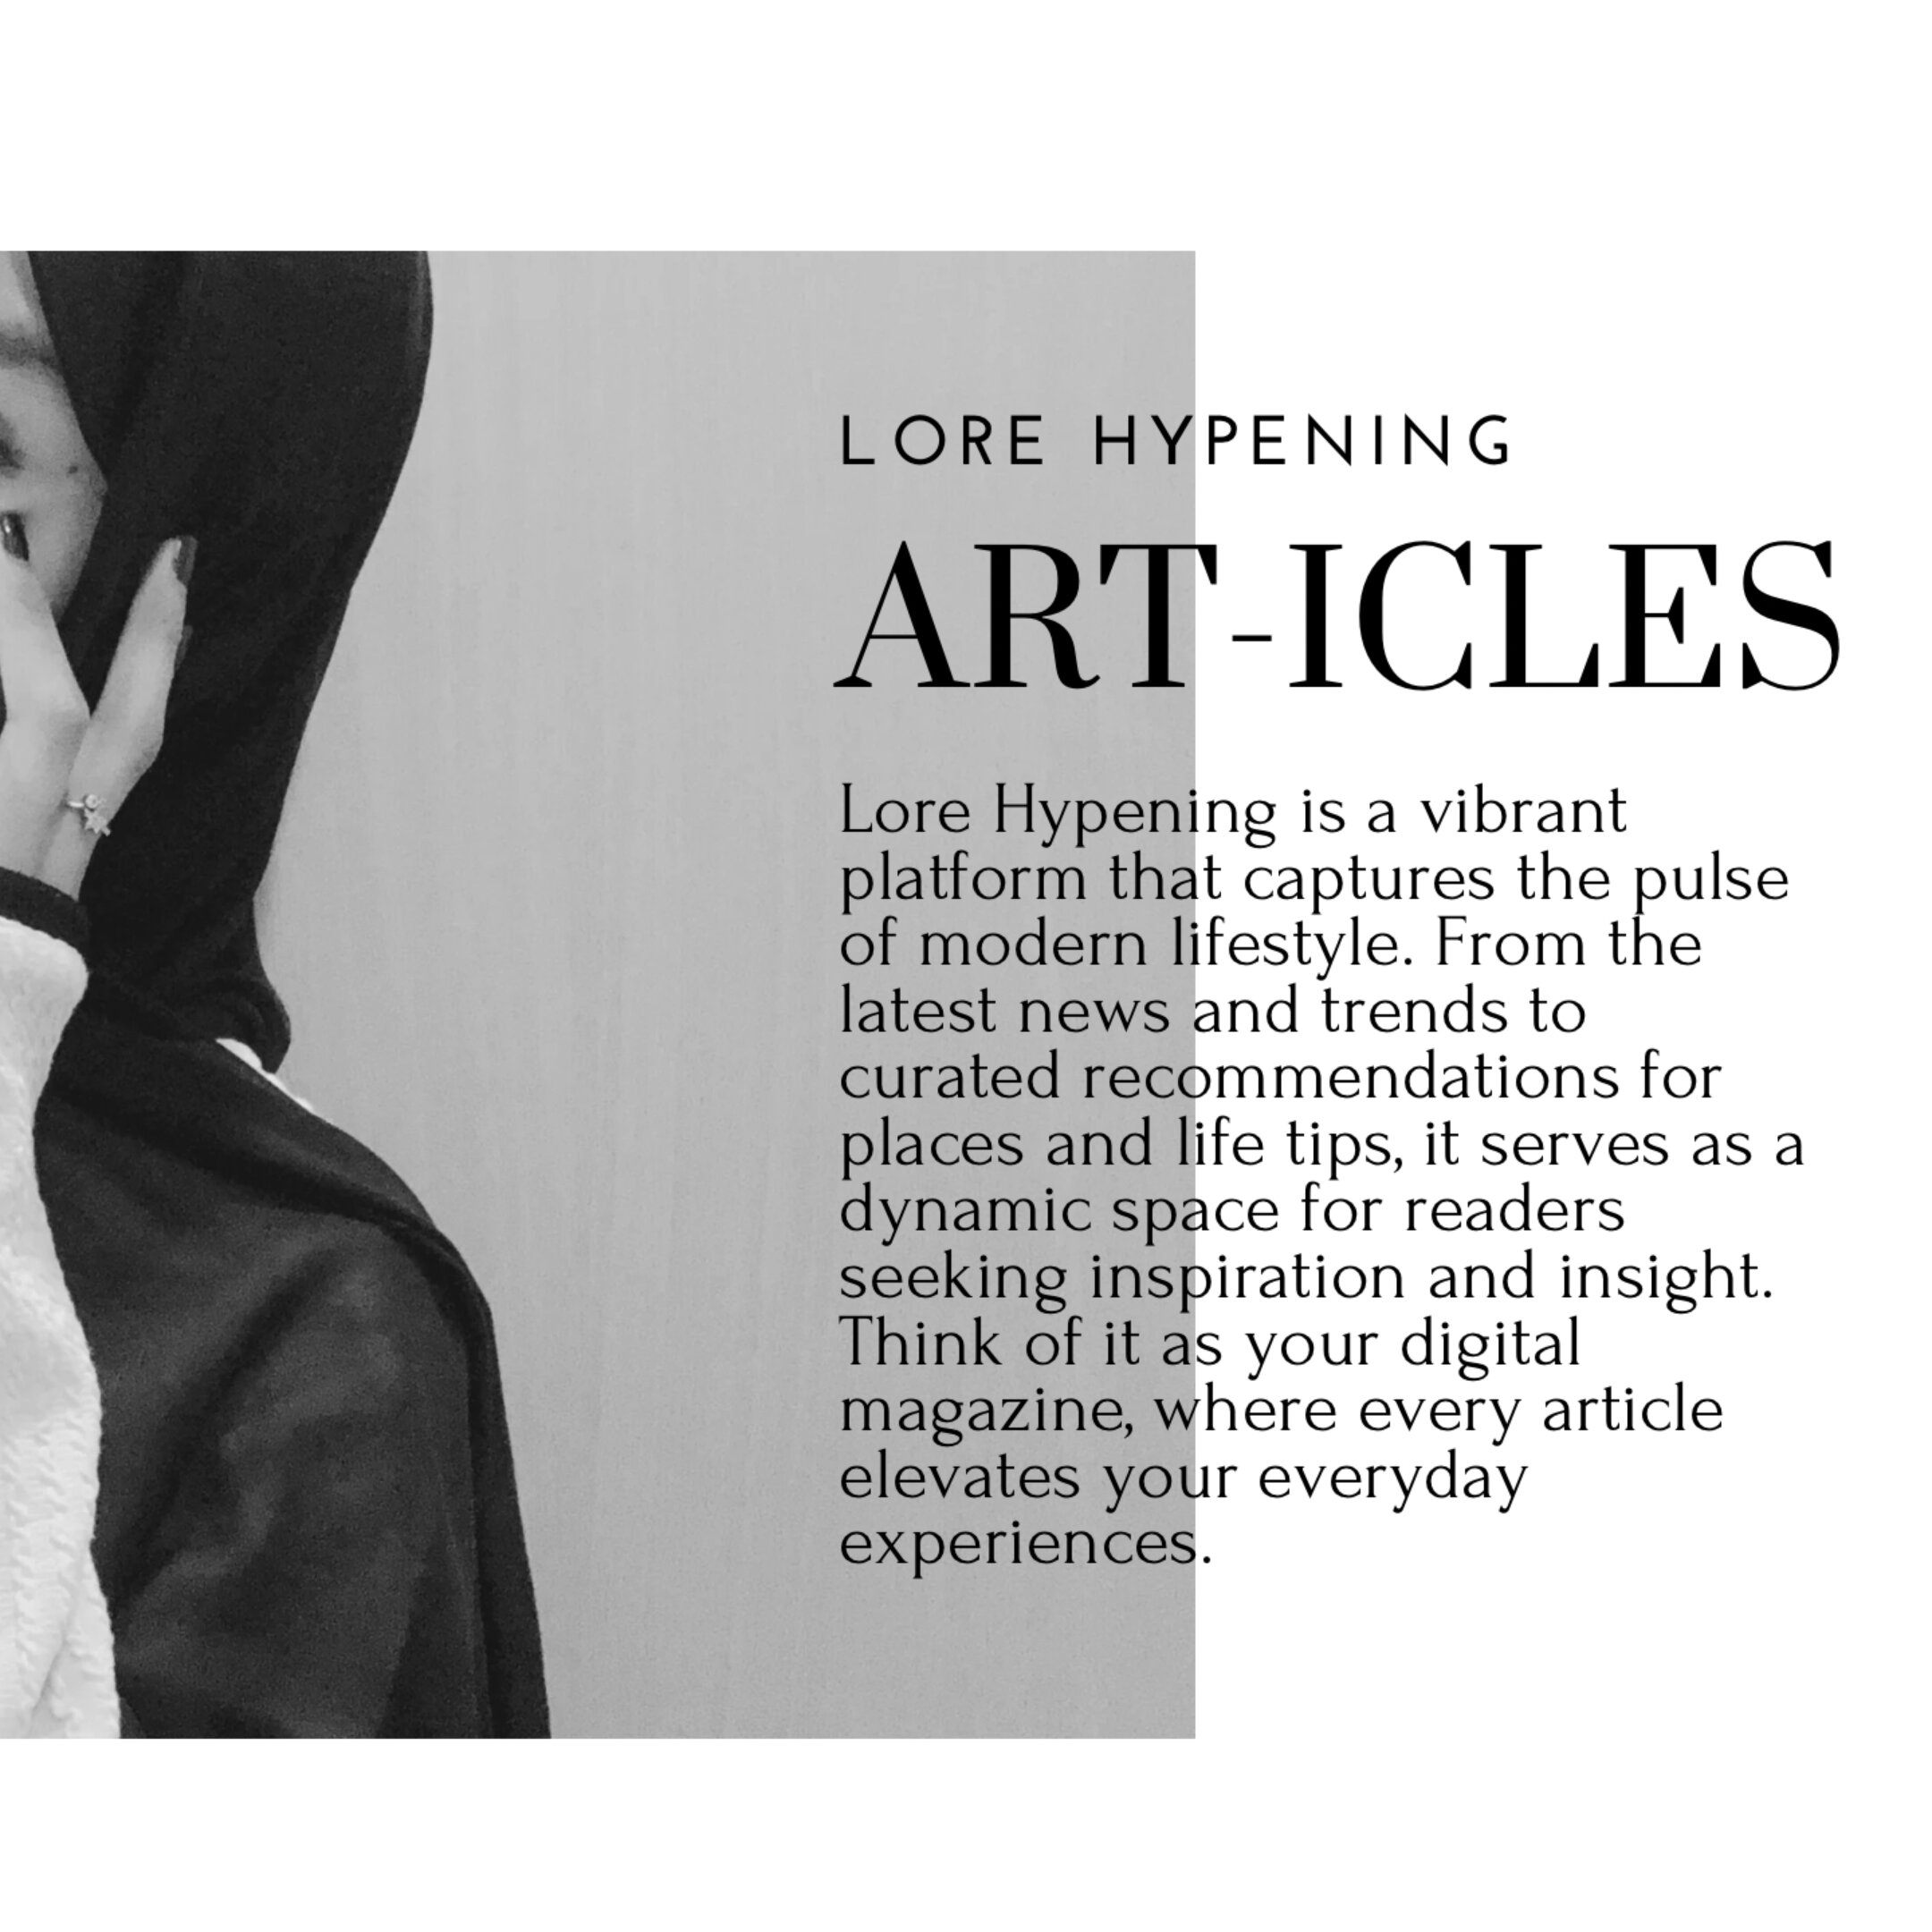 LORE HYPENING
ART-ICLES
Lore Hypening is a vibrant
platform that captures the pulse
of modern lifestyle. From the
latest news and trends to
curated recommendations for
places and life tips, it serves as a
dynamic space for readers
seeking inspiration and insight.
Think of it as your digital
magazine, where every article
elevates your everyday
experiences.